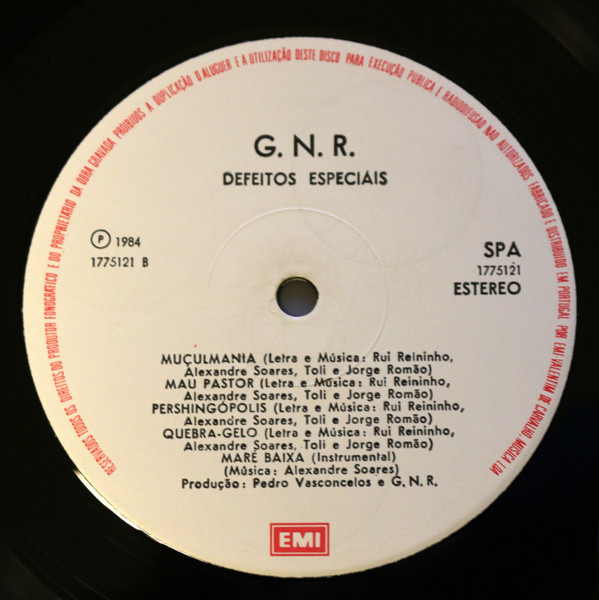 RESERVADOS TODOS OS DIREITOS DO PRODUTOR FONOGRÁFICO E DO PROPRIETÁRIO DA OBRA GRAVADA PROIBIDOS A DUPLICAÇÃO O ALUGUER E A UTILIZAÇÃO DESTE DISCO PARA EXECUÇÃO PUBLICA E RADIODIFUSÃO NÃO AUTORIZADOS FABRICADO E DISTRIBUIDO EM PORTUGAL POR EMI-VALENTIM DE CARVALHO MUSICA LDA
G. N. R.
DEFEITOS ESPECIAIS
Ⓟ 1984
1775121 B
SPA
1775121
ESTEREO
MUÇULMANIA (Letra e Música: Rui Reininho,
Alexandre Soares, Toli e Jorge Romão)
MAU PASTOR (Letra e Música: Rui Reininho,
Alexandre Soares, Toli e Jorge Romão)
PERSHINGÓPOLIS (Letra e Música: Rui Reininho,
Alexandre Soares, Toli e Jorge Romão)
QUEBRA-GELO (Letra e Música: Rui Reininho,
Alexandre Soares, Toli e Jorge Romão)
MARÉ BAIXA (Instrumental)
(Música: Alexandre Soares)
Produção: Pedro Vasconcelos e G.N.R.
EMI